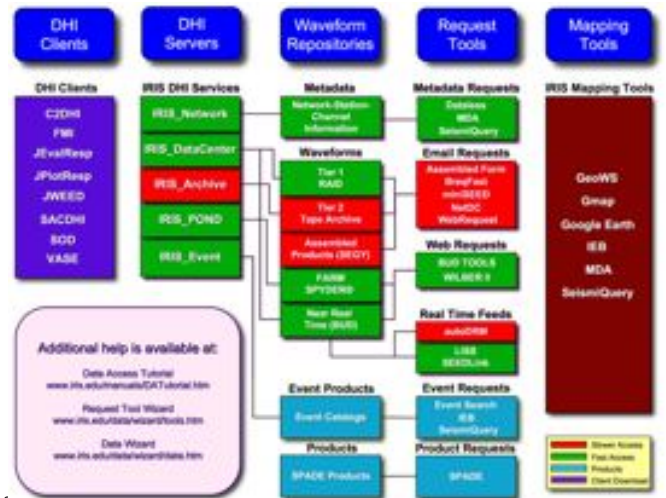 DHI
Clients
DHI
Servers
Waveform
Repositories
Request
Tools
Mapping
Tools
DHI Clients
C2DHI
FMI
JEvalResp
JPlotResp
JWEED
SACDHI
SOD
VASE
IRIS DHI Services
IRIS_Network
IRIS_DataCenter
IRIS_Archive
IRIS_POND
IRIS_Event
Metadata
Network-Station-
Channel
Information
Waveforms
Tier 1
RAID
Tier 2
Tape Archive
Assembled
Products (SEGY)
FARM
SPYDER®
Near Real
Time (BUD)
Event Products
Event Catalogs
Products
SPADE Products
Metadata Requests
Dataless
MDA
SeismiQuery
Email Requests
Assembled Form
BreqFast
miniSEED
NetDC
WebRequest
Web Requests
BUD TOOLS
WILBER II
Real Time Feeds
autoDRM
LISS
SEEDLink
Event Requests
Event Search
IEB
SeismiQuery
Product Requests
SPADE
IRIS Mapping Tools
GeoWS
Gmap
Google Earth
IEB
MDA
SeismiQuery
Additional help is available at:
Data Access Tutorial
www.iris.edu/manuals/DATutorial.htm
Request Tool Wizard
www.iris.edu/data/wizard/tools.htm
Data Wizard
www.iris.edu/data/wizard/data.htm
Slower Access
Fast Access
Products
Client Download